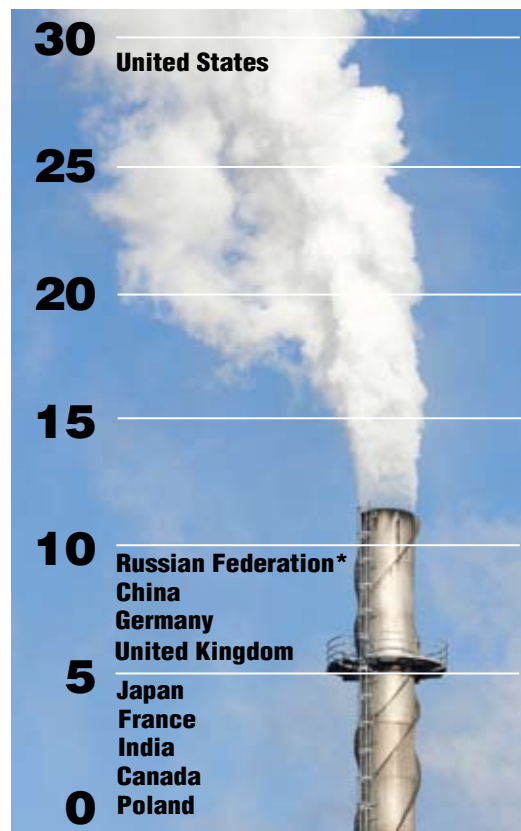 30
United States
25
20
15
10
Russian Federation*
China
Germany
United Kingdom
5
Japan
France
India
Canada
0 Poland